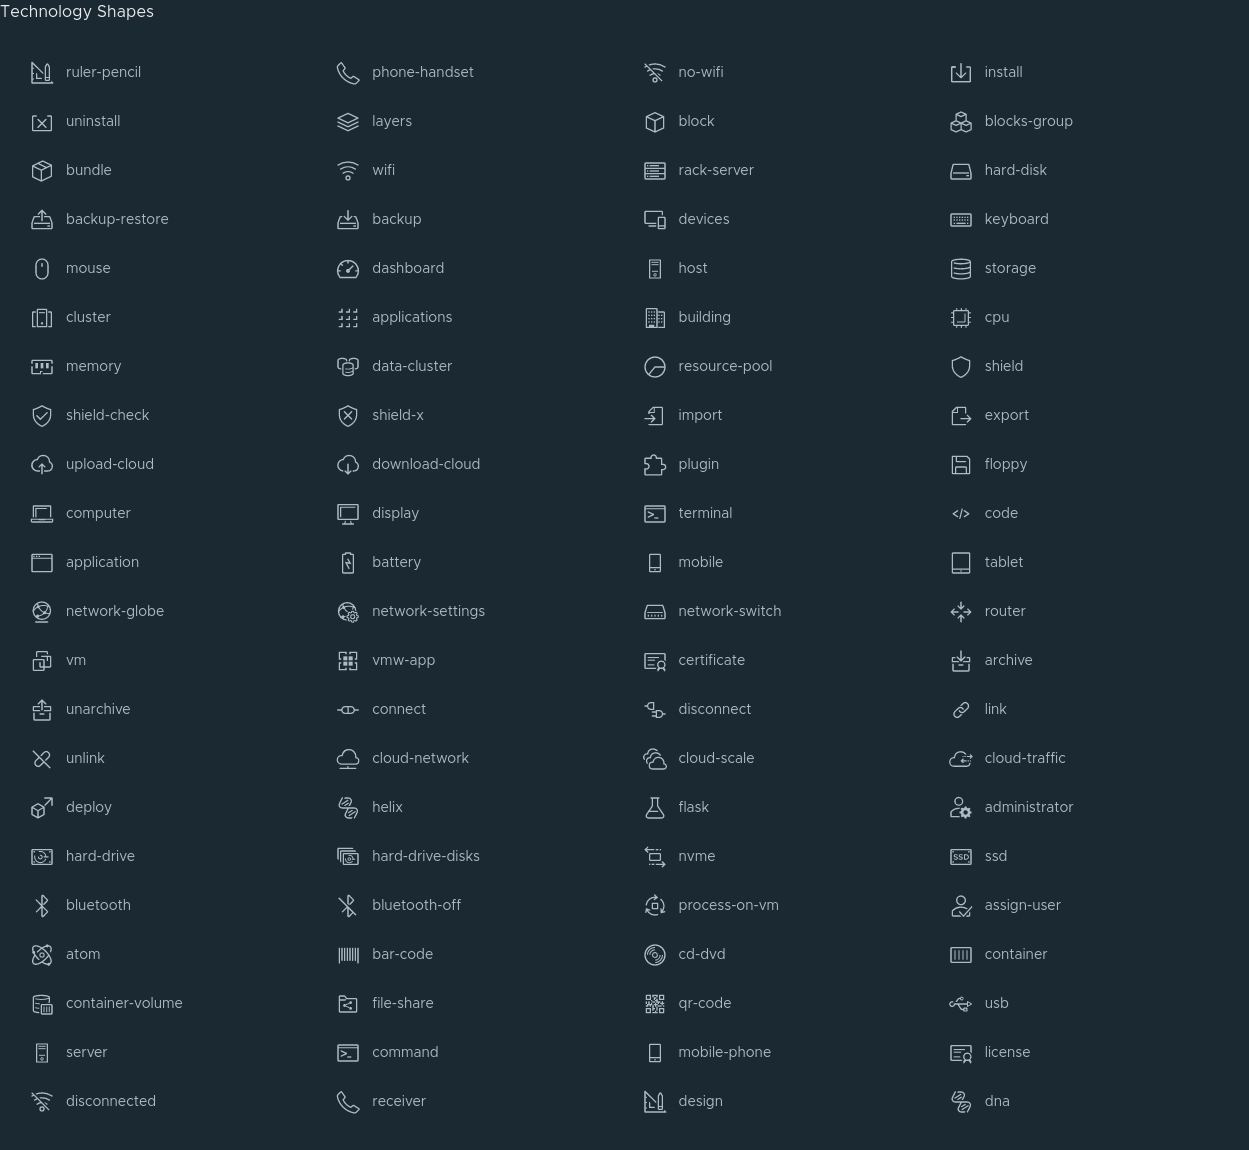 Technology Shapes
ruler-pencil phone-handset no-wifi install
uninstall layers block blocks-group
bundle wifi rack-server hard-disk
backup-restore backup devices keyboard
mouse dashboard host storage
cluster applications building cpu
memory data-cluster resource-pool shield
shield-check shield-x import export
upload-cloud download-cloud plugin floppy
computer display terminal code
application battery mobile tablet
network-globe network-settings network-switch router
vm vmw-app certificate archive
unarchive connect disconnect link
unlink cloud-network cloud-scale cloud-traffic
deploy helix flask administrator
hard-drive hard-drive-disks nvme SSD ssd
bluetooth bluetooth-off process-on-vm assign-user
atom bar-code cd-dvd container
container-volume file-share qr-code usb
server command mobile-phone license
disconnected receiver design dna